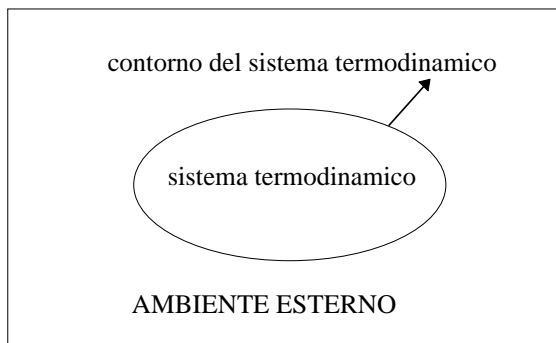 contorno del sistema termodinamico
sistema termodinamico
AMBIENTE ESTERNO